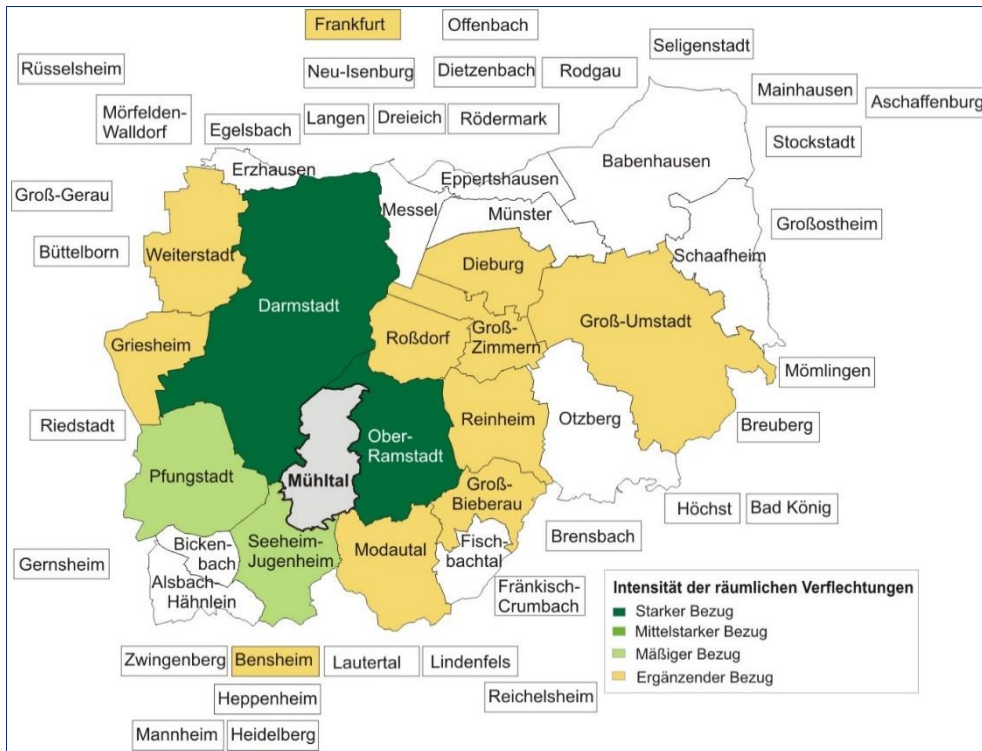 Frankfurt
Offenbach
Seligenstadt
Rüsselsheim
Neu-Isenburg
Dietzenbach
Rodgau
Mainhausen
Aschaffenburg
Mörfelden-
Walldorf
Egelsbach
Langen
Dreieich
Rödermark
Stockstadt
Erzhausen
Eppertshausen
Babenhausen
Groß-Gerau
Messel
Münster
Großostheim
Büttelborn
Weiterstadt
Dieburg
Schaafheim
Darmstadt
Griesheim
Roßdorf
Groß-
Zimmern
Groß-Umstadt
Mömlingen
Riedstadt
Ober-
Ramstadt
Reinheim
Otzberg
Breuberg
Pfungstadt
Mühltal
Groß-
Bieberau
Höchst
Bad König
Gernsheim
Bicken-
bach
Seeheim-
Jugenheim
Modautal
Fisch-
bachtal
Brensbach
Alsbach-
Hähnlein
Fränkisch-
Crumbach
Intensität der räumlichen Verflechtungen
Starker Bezug
Mittelstarker Bezug
Mäßiger Bezug
Ergänzender Bezug
Zwingenberg
Bensheim
Lautertal
Lindenfels
Heppenheim
Reichelsheim
Mannheim
Heidelberg